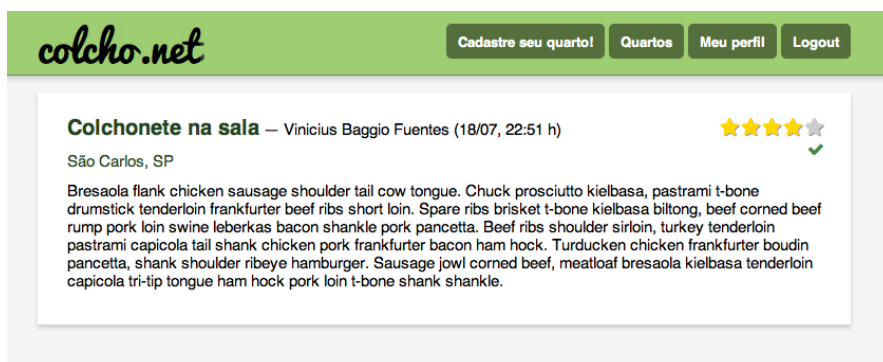 colcho.net
Cadastre seu quarto! Quartos Meu perfil Logout
Colchonete na sala — Vinicius Baggio Fuentes (18/07, 22:51 h)
São Carlos, SP
Bresaola flank chicken sausage shoulder tail cow tongue. Chuck prosciutto kielbasa, pastrami t-bone
drumstick tenderloin frankfurter beef ribs short loin. Spare ribs brisket t-bone kielbasa biltong, beef corned beef
rump pork loin swine leberkas bacon shankle pork pancetta. Beef ribs shoulder sirloin, turkey tenderloin
pastrami capicola tail shank chicken pork frankfurter bacon ham hock. Turducken chicken frankfurter boudin
pancetta, shank shoulder ribeye hamburger. Sausage jowl corned beef, meatloaf bresaola kielbasa tenderloin
capicola tri-tip tongue ham hock pork loin t-bone shank shankle.